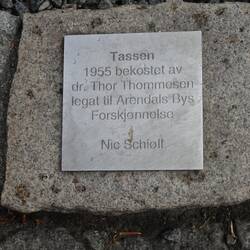 Tassen
1955 bekostet av
dr. Thor Thommesen
legat til Arendals Bys
Forskjønnelse
Nic Schiøll